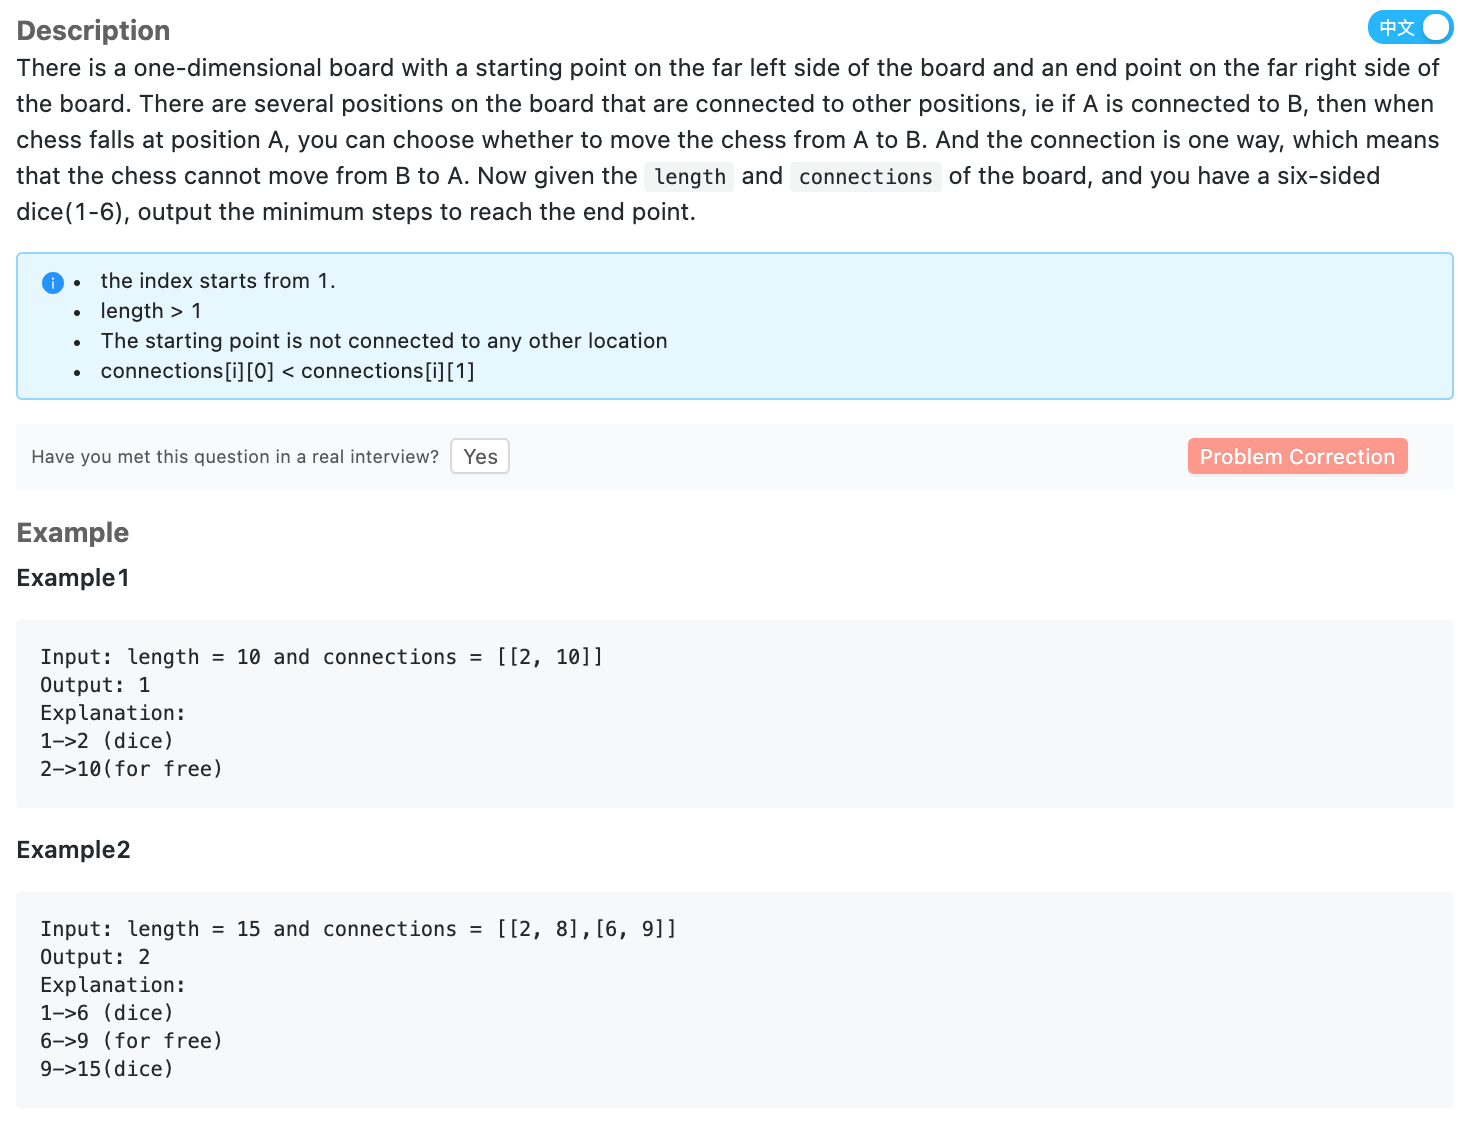 Description
中文
There is a one-dimensional board with a starting point on the far left side of the board and an end point on the far right side of
the board. There are several positions on the board that are connected to other positions, ie if A is connected to B, then when
chess falls at position A, you can choose whether to move the chess from A to B. And the connection is one way, which means
that the chess cannot move from B to A. Now given the length and connections of the board, and you have a six-sided
dice(1-6), output the minimum steps to reach the end point.
• the index starts from 1.
• length > 1
• The starting point is not connected to any other location
• connections[i][0] < connections[i][1]
Have you met this question in a real interview? Yes
Problem Correction
Example
Example1
Input: length = 10 and connections = [[2, 10]]
Output: 1
Explanation:
1->2 (dice)
2->10(for free)
Example2
Input: length = 15 and connections = [[2, 8],[6, 9]]
Output: 2
Explanation:
1->6 (dice)
6->9 (for free)
9->15(dice)